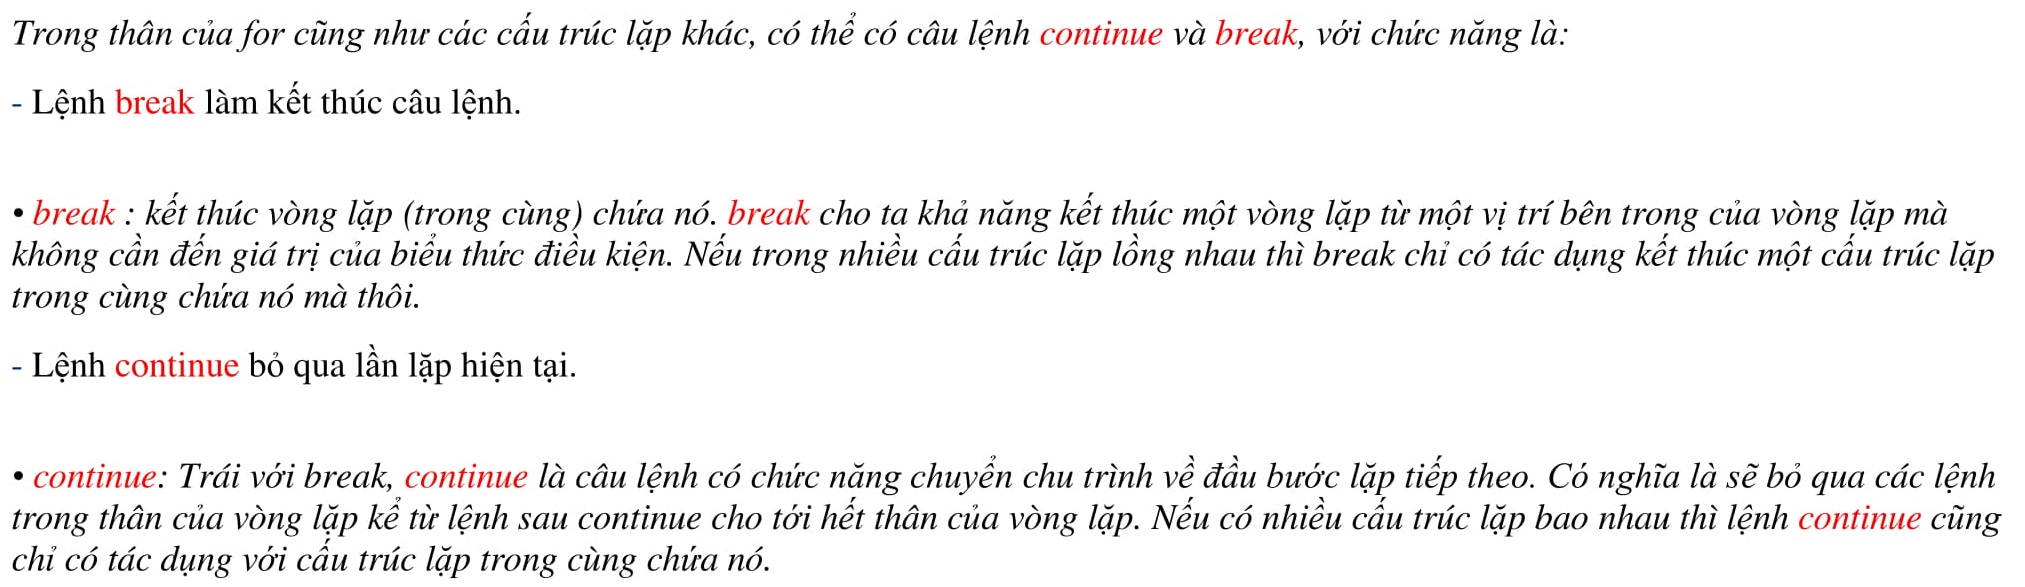 Trong thân của for cũng như các cấu trúc lặp khác, có thể có câu lệnh continue và break, với chức năng là:
- Lệnh break làm kết thúc câu lệnh.
• break : kết thúc vòng lặp (trong cùng) chứa nó. break cho ta khả năng kết thúc một vòng lặp từ một vị trí bên trong của vòng lặp mà
không cần đến giá trị của biểu thức điều kiện. Nếu trong nhiều cấu trúc lặp lồng nhau thì break chỉ có tác dụng kết thúc một cấu trúc lặp
trong cùng chứa nó mà thôi.
- Lệnh continue bỏ qua lần lặp hiện tại.
• continue: Trái với break, continue là câu lệnh có chức năng chuyển chu trình về đầu bước lặp tiếp theo. Có nghĩa là sẽ bỏ qua các lệnh
trong thân của vòng lặp kể từ lệnh sau continue cho tới hết thân của vòng lặp. Nếu có nhiều cấu trúc lặp bao nhau thì lệnh continue cũng
chỉ có tác dụng với cấu trúc lặp trong cùng chứa nó.